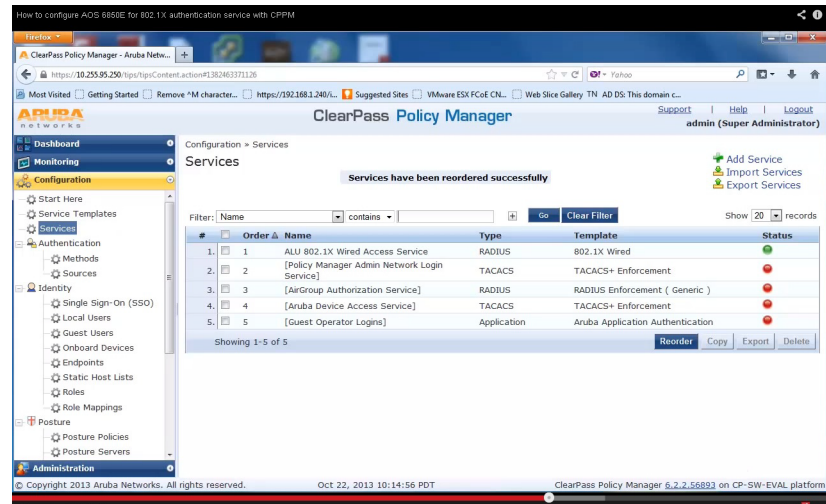 How to configure AOS 6850E for 802.1X authentication service with CPPM
Firefox
ClearPass Policy Manager - Aruba Netw...
https://10.255.95.250/tips/tipsContent.action#1382463371126
Yahoo
Most Visited Getting Started Remove ^M character... https://192.168.1.240/i... Suggested Sites VMware ESX FCoE CN... Web Slice Gallery TN AD DS: This domain c...
ARUBA
networks
ClearPass Policy Manager
Support | Help | Logout
admin (Super Administrator)
Dashboard
Monitoring
Configuration
Start Here
Service Templates
Services
Authentication
Methods
Sources
Identity
Single Sign-On (SSO)
Local Users
Guest Users
Onboard Devices
Endpoints
Static Host Lists
Roles
Role Mappings
Posture
Posture Policies
Posture Servers
Administration
Configuration » Services
Services
Services have been reordered successfully
Add Service
Import Services
Export Services
Filter: Name contains + Go Clear Filter Show 20 records
# Order Name Type Template Status
1. 1 ALU 802.1X Wired Access Service RADIUS 802.1X Wired
2. 2 [Policy Manager Admin Network Login Service] TACACS TACACS+ Enforcement
3. 3 [AirGroup Authorization Service] RADIUS RADIUS Enforcement ( Generic )
4. 4 [Aruba Device Access Service] TACACS TACACS+ Enforcement
5. 5 [Guest Operator Logins] Application Aruba Application Authentication
Showing 1-5 of 5 Reorder Copy Export Delete
© Copyright 2013 Aruba Networks. All rights reserved. Oct 22, 2013 10:14:56 PDT ClearPass Policy Manager 6.2.2.56893 on CP-SW-EVAL platform